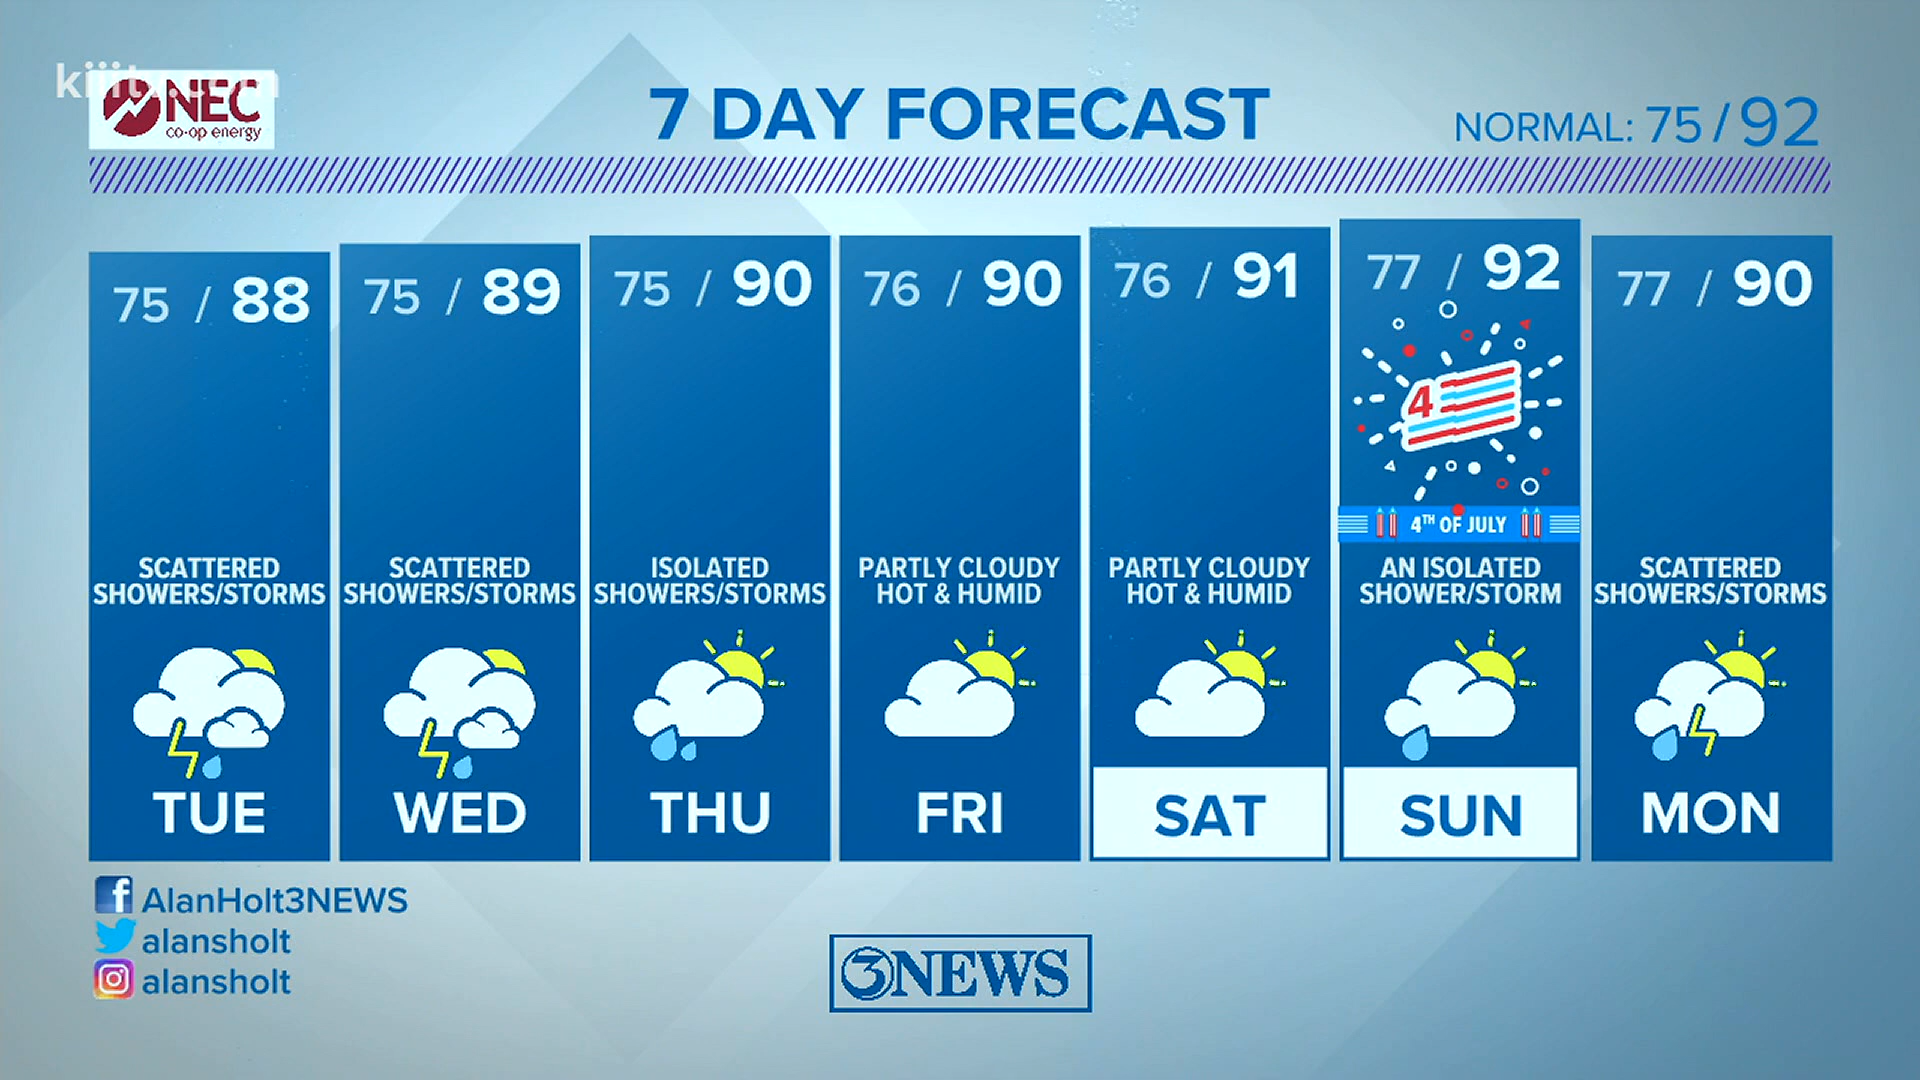 kiiitv.com
NEC
co-op energy
7 DAY FORECAST
NORMAL: 75 / 92
75 / 88
SCATTERED
SHOWERS/STORMS
TUE
75 / 89
SCATTERED
SHOWERS/STORMS
WED
75 / 90
ISOLATED
SHOWERS/STORMS
THU
76 / 90
PARTLY CLOUDY
HOT & HUMID
FRI
76 / 91
PARTLY CLOUDY
HOT & HUMID
SAT
77 / 92
4
4TH OF JULY
AN ISOLATED
SHOWER/STORM
SUN
77 / 90
SCATTERED
SHOWERS/STORMS
MON
f AlanHolt3NEWS
alansholt
alansholt
3NEWS